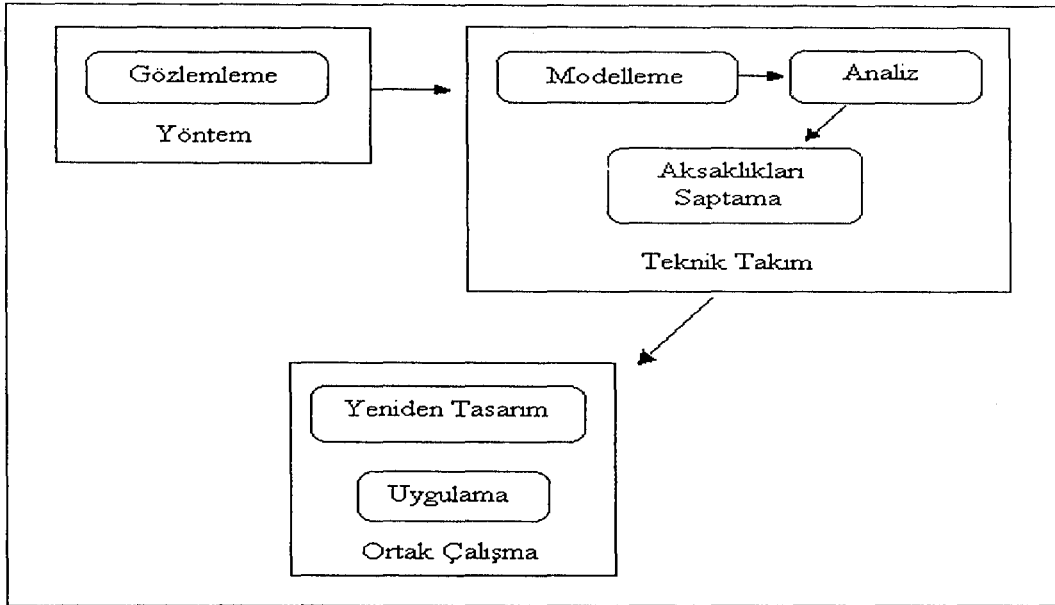 Gözlemleme
Yöntem
Modelleme
Analiz
Aksaklıkları
Saptama
Teknik Takım
Yeniden Tasarım
Uygulama
Ortak Çalışma